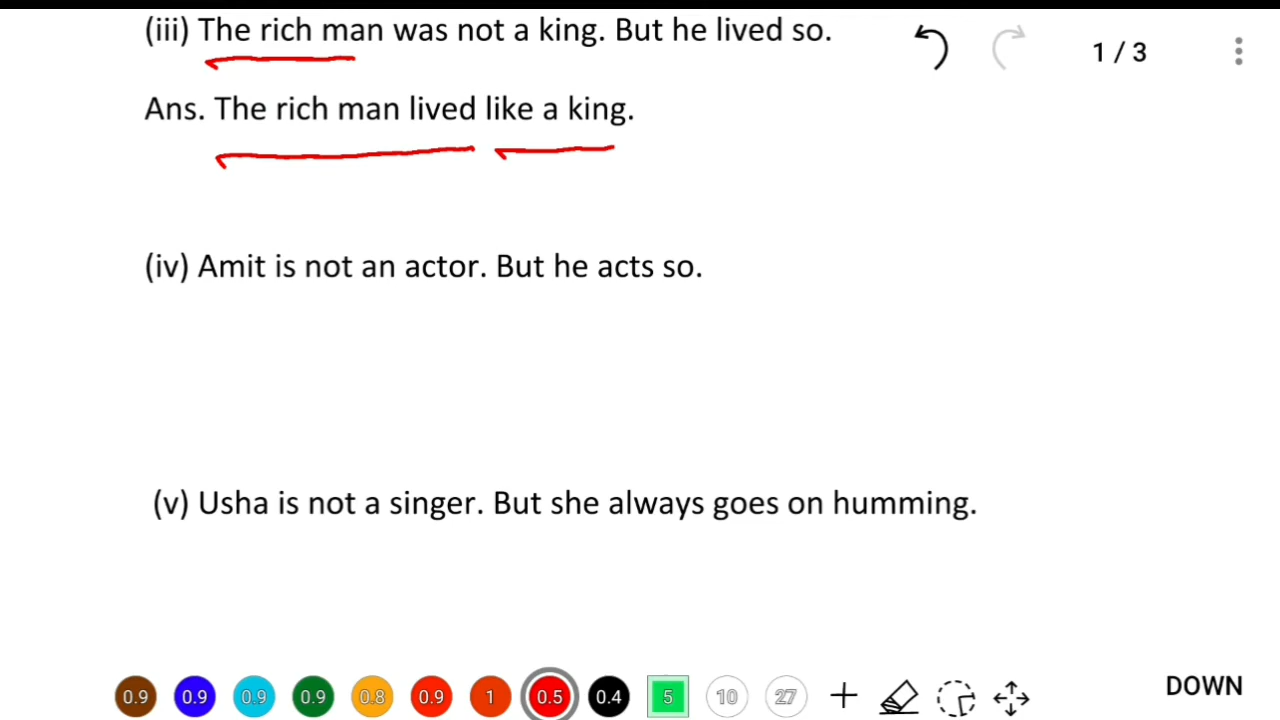 (iii) The rich man was not a king. But he lived so.
1 / 3
Ans. The rich man lived like a king.
(iv) Amit is not an actor. But he acts so.
(v) Usha is not a singer. But she always goes on humming.
0.9 0.9 0.9 0.9 0.8 0.9 1 0.5 0.4 5 10 27
DOWN